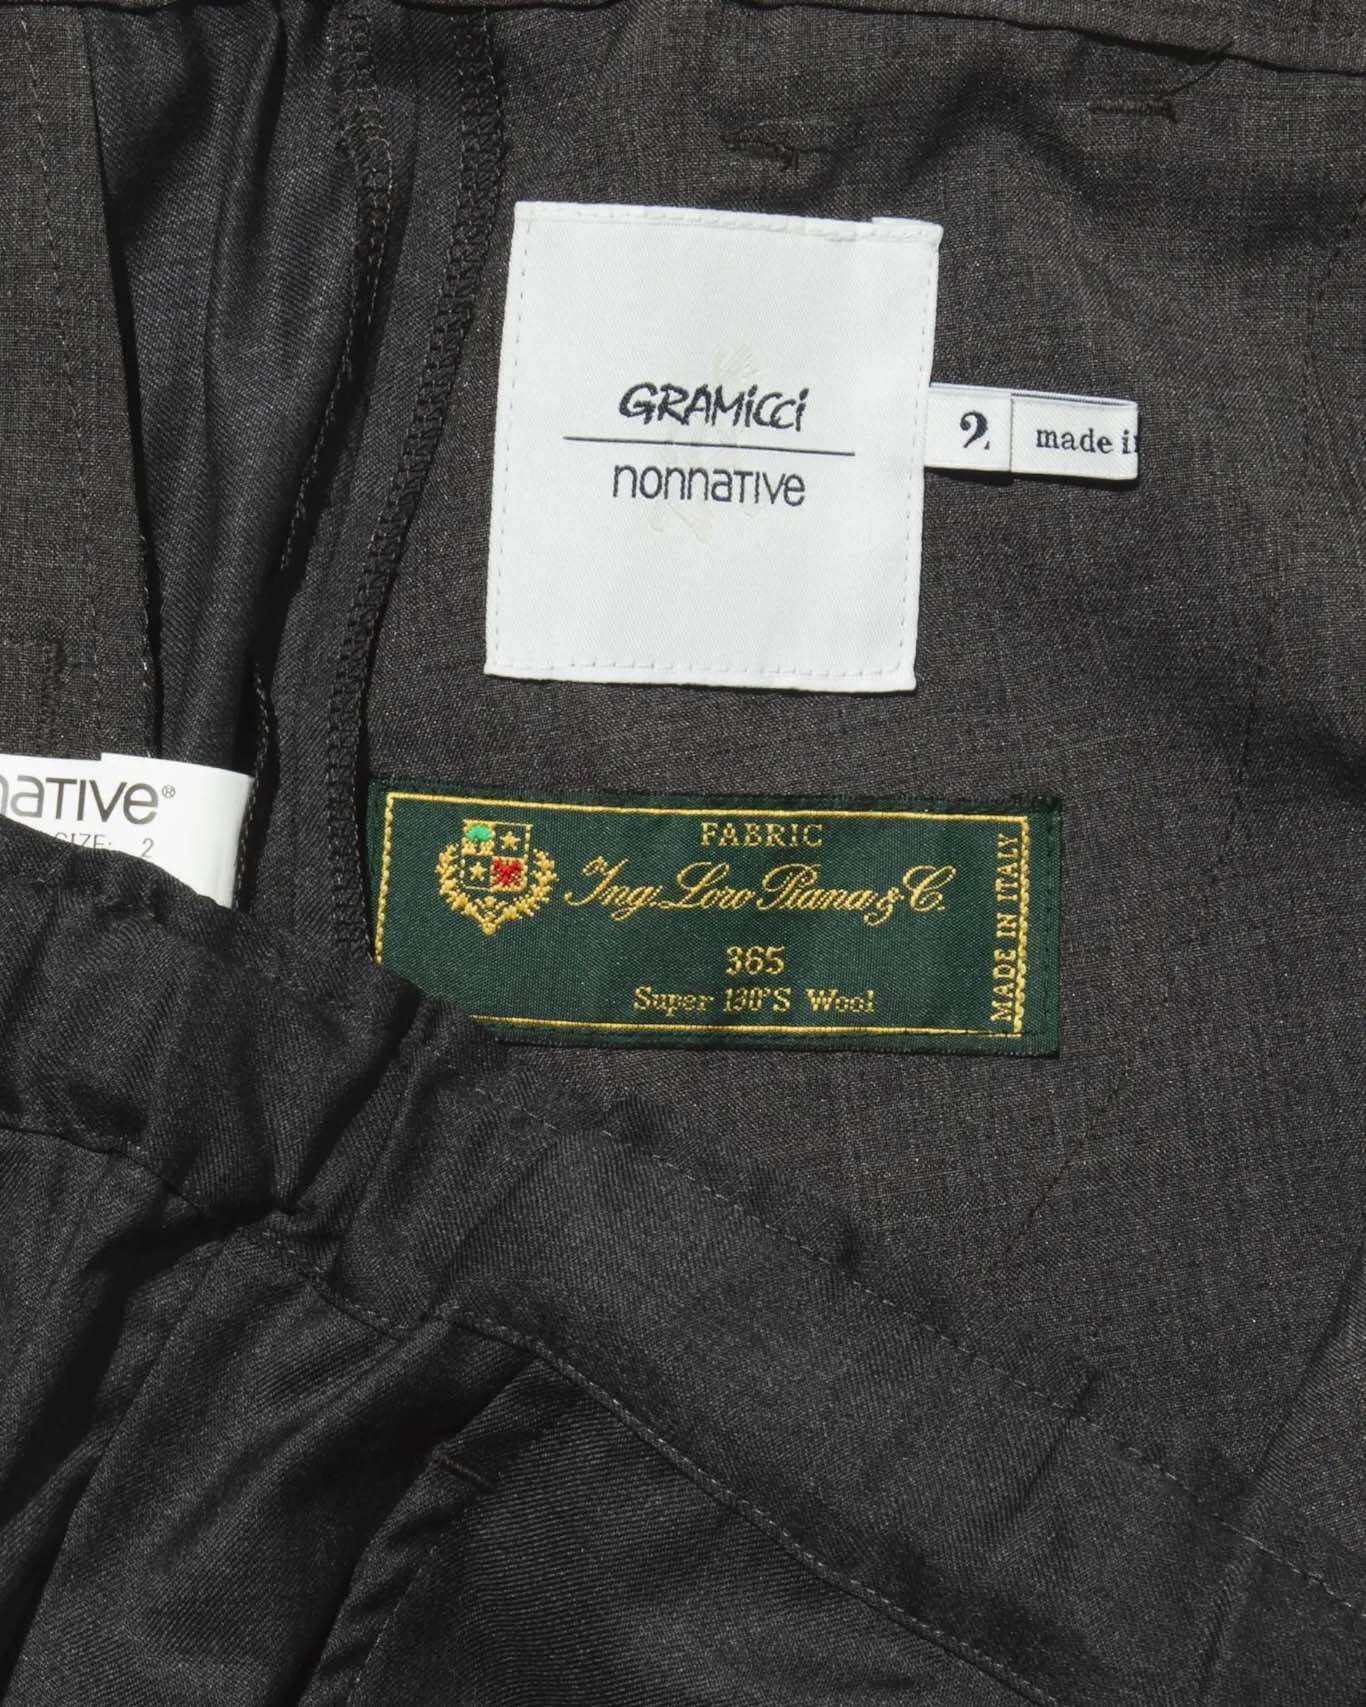 GRAMiCCi
nonnative
2
made i
native®
SIZE: 2
FABRIC
Ing. Loro Piana & C.
365
Super 130'S Wool
MADE IN ITALY